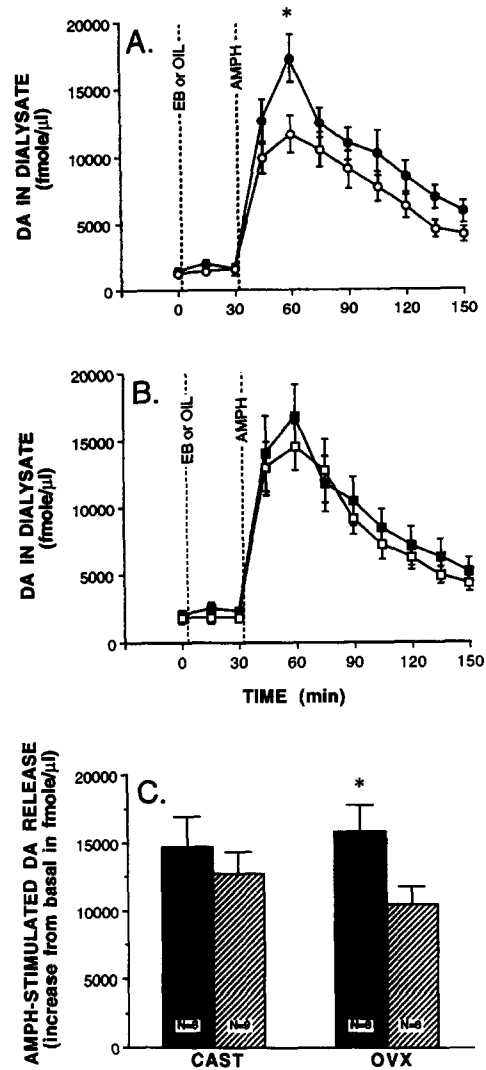 A.
*
20000
15000
10000
5000
0
DA IN DIALYSATE
(fmole/µl)
EB or OIL
AMPH
0 30 60 90 120 150
B.
20000
15000
10000
5000
0
DA IN DIALYSATE
(fmole/µl)
EB or OIL
AMPH
0 30 60 90 120 150
TIME (min)
C.
*
20000
15000
10000
5000
0
AMPH-STIMULATED DA RELEASE
(increase from basal in fmole/µl)
CAST OVX